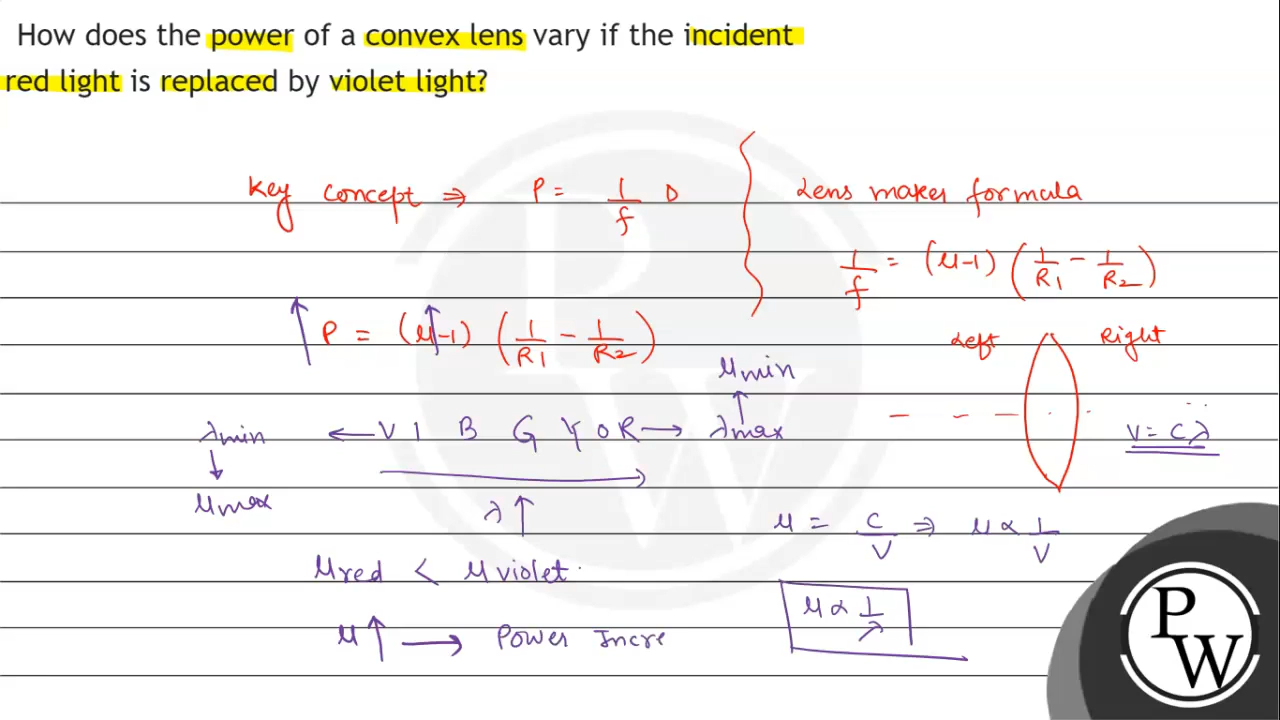 How does the power of a convex lens vary if the incident
red light is replaced by violet light?
Key concept ⇒ P = 1/f D
Lens maker formula
1/f = (μ-1) (1/R1 - 1/R2)
↑ P = (μ↑-1) (1/R1 - 1/R2)
Left Right
μmin
↑
λmin ← V I B G Y O R → λmax
↓
μmax
λ ↑
V = Cλ
μ = C/V ⇒ μ ∝ 1/V
μred < μviolet.
μ ∝ 1/λ
μ ↑ → Power Incre
P
W